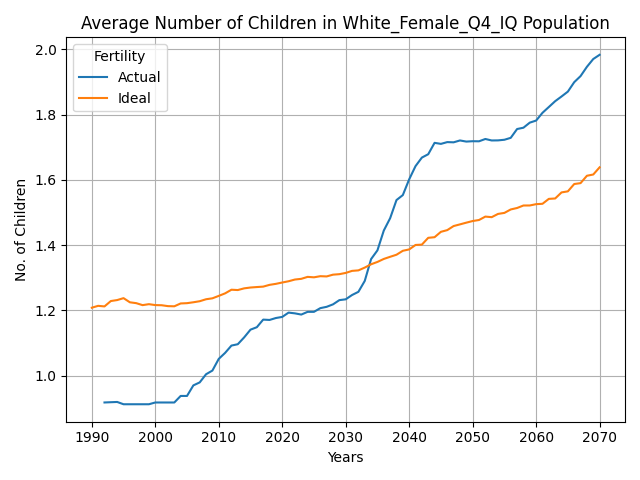 Average Number of Children in White_Female_Q4_IQ Population
Fertility
Actual
Ideal
No. of Children
2.0
1.8
1.6
1.4
1.2
1.0
1990 2000 2010 2020 2030 2040 2050 2060 2070
Years